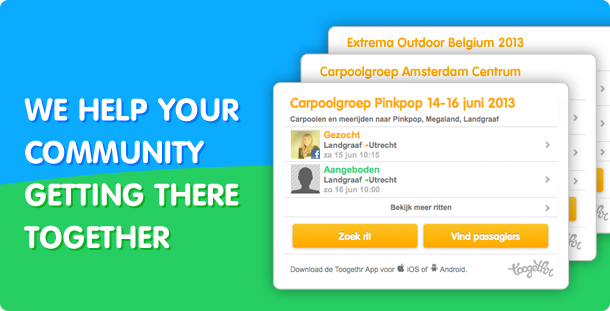 WE HELP YOUR
COMMUNITY
GETTING THERE
TOGETHER
Extrema Outdoor Belgium 2013
Carpoolgroep Amsterdam Centrum
Carpoolgroep Pinkpop 14-16 juni 2013
Carpoolen en meerijden naar Pinkpop, Megaland, Landgraaf
Gezocht
Landgraaf ➔Utrecht
za 15 jun 10:15
Aangeboden
Landgraaf ➔Utrecht
zo 16 jun 10:00
Bekijk meer ritten
Zoek rit
Vind passagiers
Download de Toogethr App voor iOS of Android.
toogethr